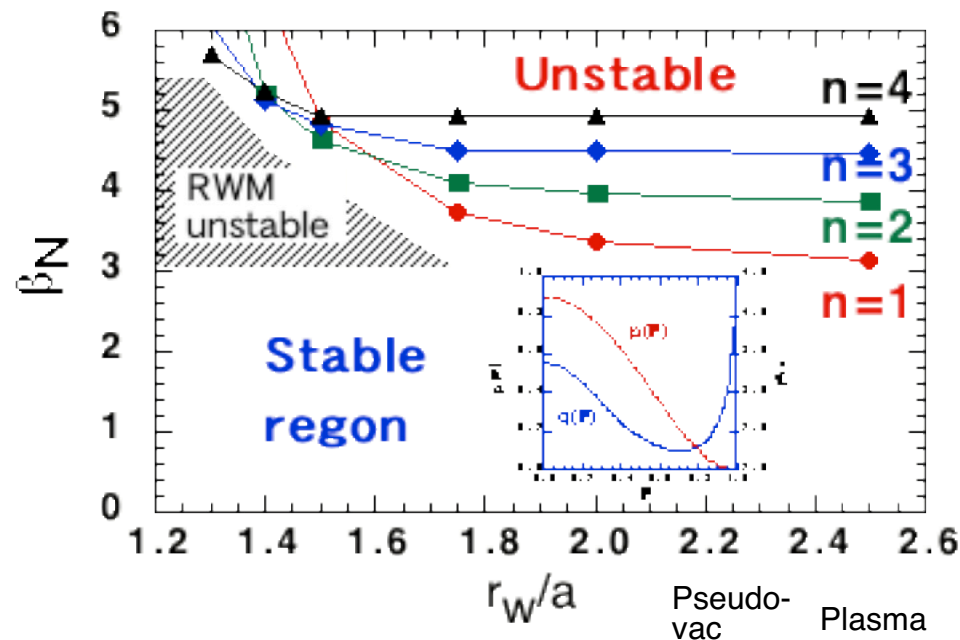 6
5
4
3
2
1
0
βN
Unstable
n=4
n=3
n=2
n=1
RWM
unstable
Stable
regon
p(
q(
1.2 1.4 1.6 1.8 2.0 2.2 2.4 2.6
rW/a
Pseudo-
vac
Plasma